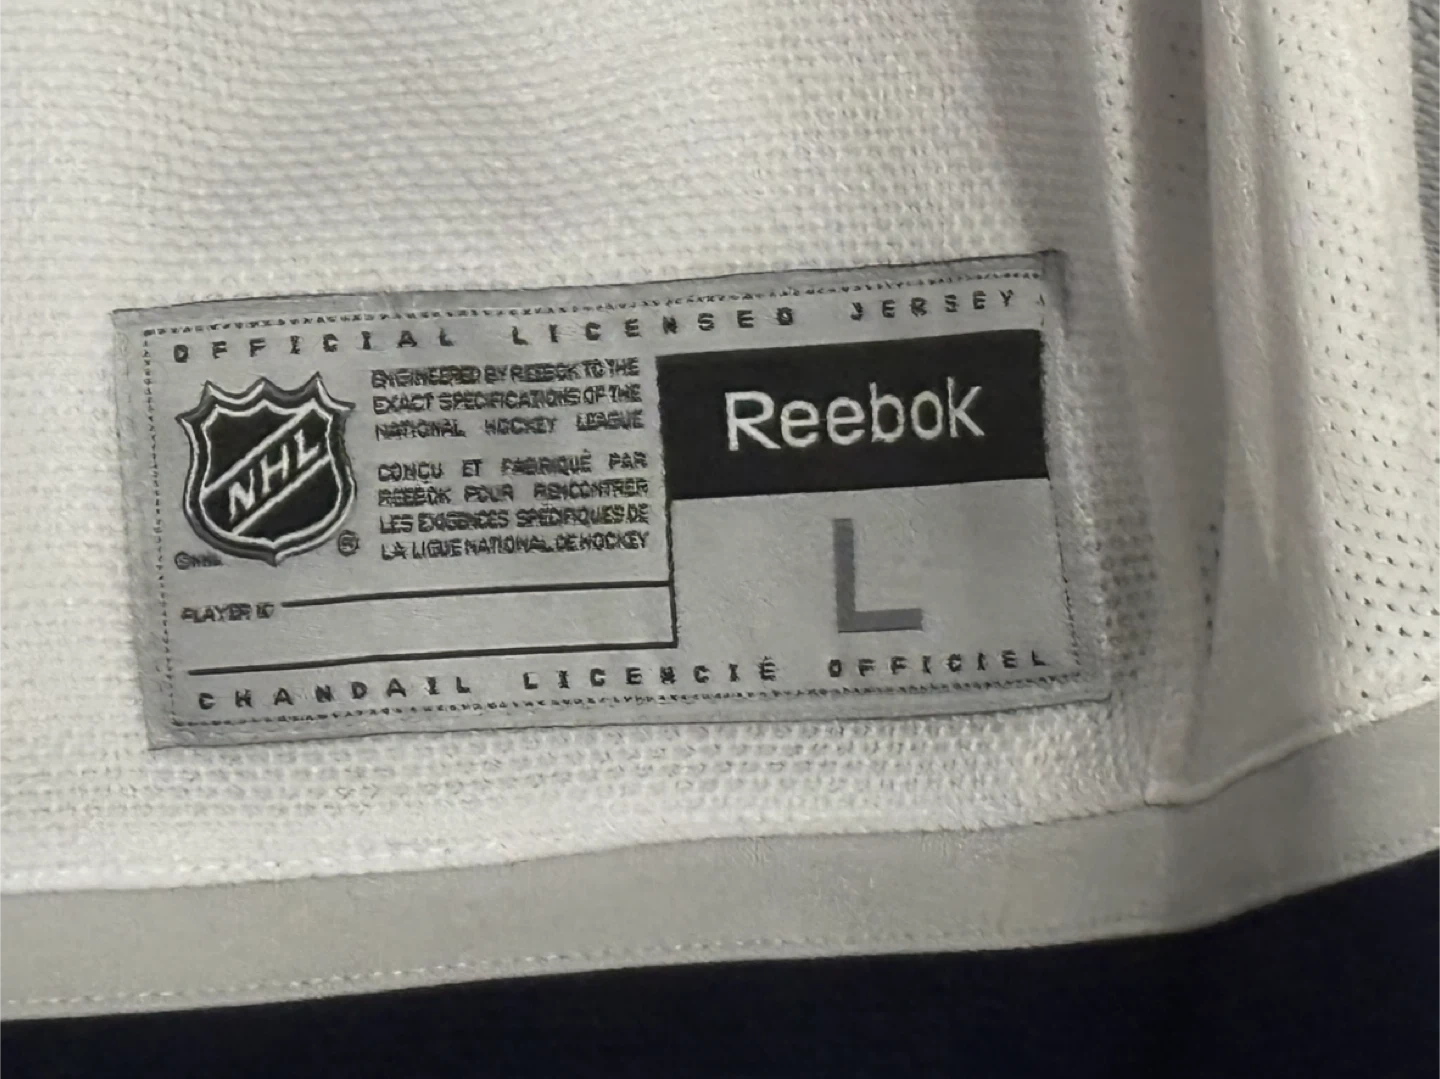 OFFICIAL LICENSED JERSEY
ENGINEERED BY REEBOK TO THE
EXACT SPECIFICATIONS OF THE
NATIONAL HOCKEY LEAGUE
CONÇU ET FABRIQUÉ PAR
REEBOK POUR RENCONTRER
LES EXIGENCES SPÉCIFIQUES DE
LA LIGUE NATIONAL DE HOCKEY
NHL
®
©NHL
Reebok
L
PLAYER ID
CHANDAIL LICENCIÉ OFFICIEL